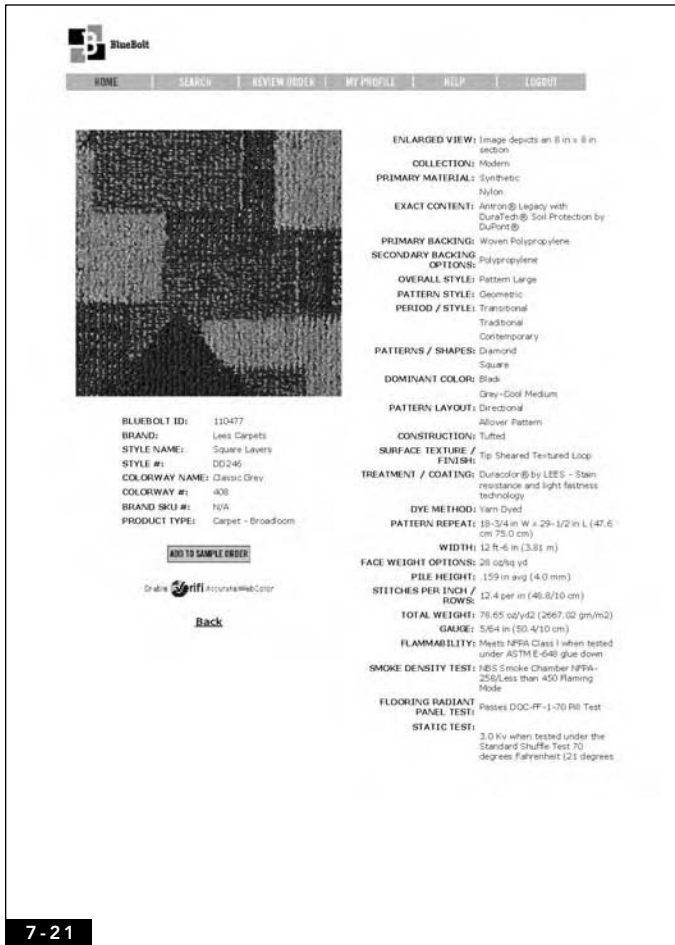 B BlueBolt
HOME | SEARCH | REVIEW ORDER | MY PROFILE | HELP | LOGOUT
BLUEBOLT ID: 110477
BRAND: Lees Carpets
STYLE NAME: Square Layers
STYLE #: DD246
COLORWAY NAME: Classic Grey
COLORWAY #: 408
BRAND SKU #: N/A
PRODUCT TYPE: Carpet - Broadloom
ADD TO SAMPLE ORDER
Enable Verifi Accurate Web Color
Back
ENLARGED VIEW: Image depicts an 8 in x 8 in
section
COLLECTION: Modern
PRIMARY MATERIAL: Synthetic
Nylon
EXACT CONTENT: Antron® Legacy with
DuraTech® Soil Protection by
DuPont®
PRIMARY BACKING: Woven Polypropylene
SECONDARY BACKING
OPTIONS: Polypropylene
OVERALL STYLE: Pattern Large
PATTERN STYLE: Geometric
PERIOD / STYLE: Transitional
Traditional
Contemporary
PATTERNS / SHAPES: Diamond
Square
DOMINANT COLOR: Black
Grey-Cool Medium
PATTERN LAYOUT: Directional
Allover Pattern
CONSTRUCTION: Tufted
SURFACE TEXTURE /
FINISH: Tip Sheared Textured Loop
TREATMENT / COATING: Duracolor® by LEES - Stain
resistance and light fastness
technology
DYE METHOD: Yarn Dyed
PATTERN REPEAT: 18-3/4 in W x 29-1/2 in L (47.6
cm 75.0 cm)
WIDTH: 12 ft-6 in (3.81 m)
FACE WEIGHT OPTIONS: 28 oz/sq yd
PILE HEIGHT: .159 in avg (4.0 mm)
STITCHES PER INCH /
ROWS: 12.4 per in (48.8/10 cm)
TOTAL WEIGHT: 78.65 oz/yd2 (2667.02 gm/m2)
GAUGE: 5/64 in (50.4/10 cm)
FLAMMABILITY: Meets NFPA Class I when tested
under ASTM E-648 glue down
SMOKE DENSITY TEST: NBS Smoke Chamber NFPA-
258/Less than 450 Flaming
Mode
FLOORING RADIANT
PANEL TEST: Passes DOC-FF-1-70 Pill Test
STATIC TEST:
3.0 Kv when tested under the
Standard Shuffle Test 70
degrees Fahrenheit (21 degrees
7-21